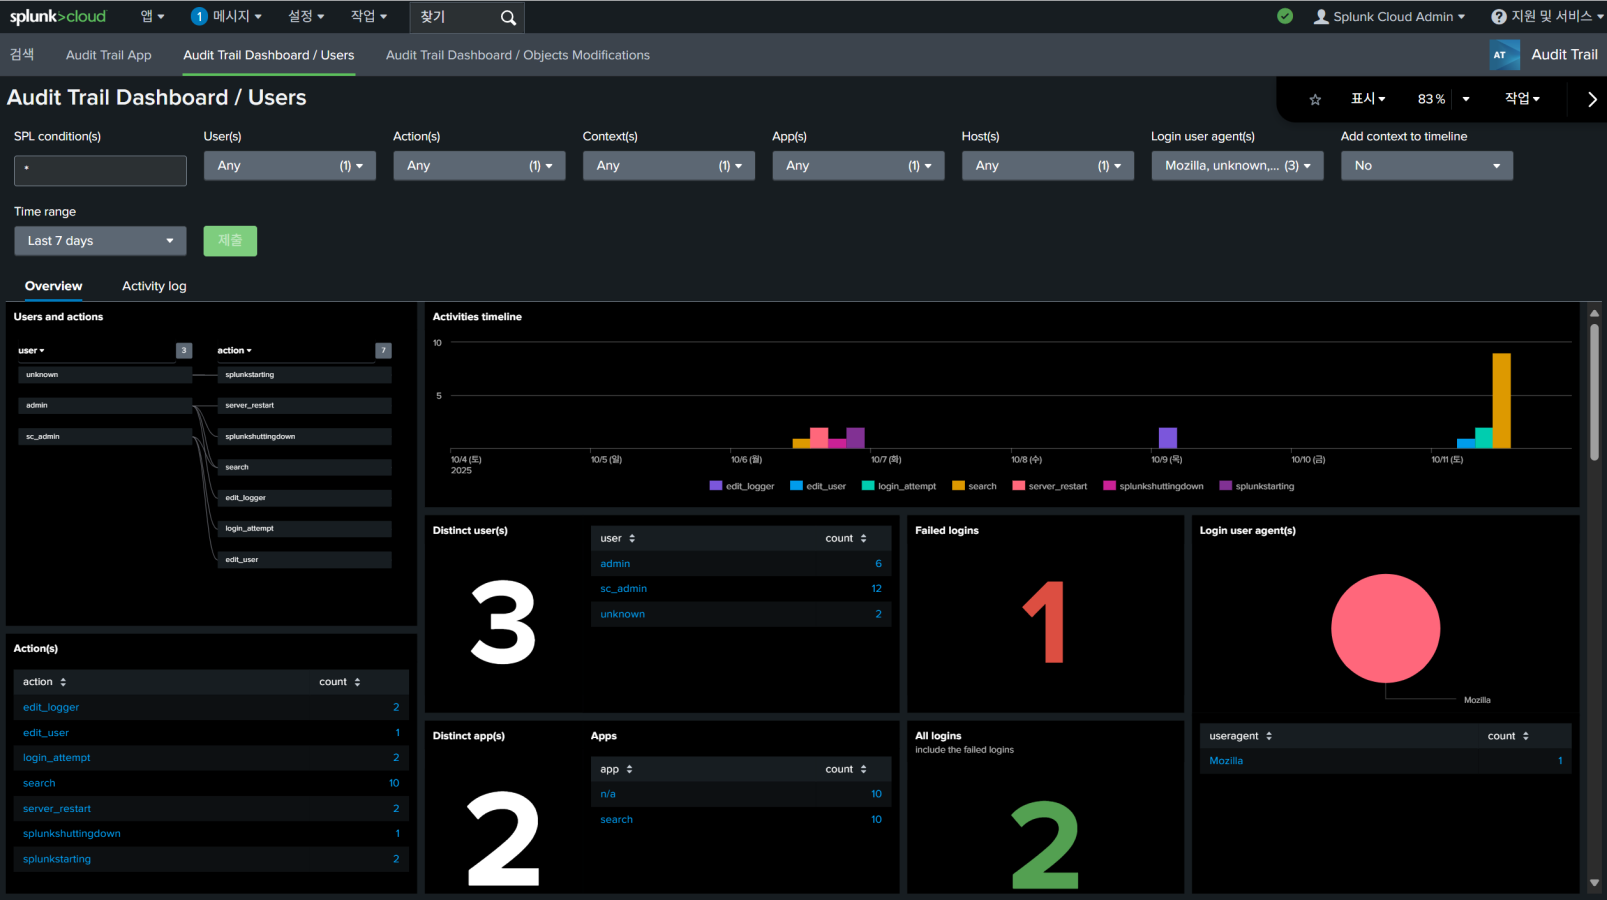 splunk>cloud 앱 1 메시지 설정 작업 찾기 Splunk Cloud Admin 지원 및 서비스
검색 Audit Trail App Audit Trail Dashboard / Users Audit Trail Dashboard / Objects Modifications AT Audit Trail
Audit Trail Dashboard / Users 표시 83% 작업
SPL condition(s) User(s) Action(s) Context(s) App(s) Host(s) Login user agent(s) Add context to timeline
* Any (1) Any (1) Any (1) Any (1) Any (1) Mozilla, unknown,... (3) No
Time range
Last 7 days 제출
Overview Activity log
Users and actions
user 3 action 7
unknown splunkstarting
admin server_restart
sc_admin splunkshuttingdown
search
edit_logger
login_attempt
edit_user
Activities timeline
10
5
10/4 (토) 10/5 (일) 10/6 (월) 10/7 (화) 10/8 (수) 10/9 (목) 10/10 (금) 10/11 (토)
2025
edit_logger edit_user login_attempt search server_restart splunkshuttingdown splunkstarting
Distinct user(s)
3
user count
admin 6
sc_admin 12
unknown 2
Failed logins
1
Login user agent(s)
Mozilla
useragent count
Mozilla 1
Action(s)
action count
edit_logger 2
edit_user 1
login_attempt 2
search 10
server_restart 2
splunkshuttingdown 1
splunkstarting 2
Distinct app(s)
2
Apps
app count
n/a 10
search 10
All logins
include the failed logins
2